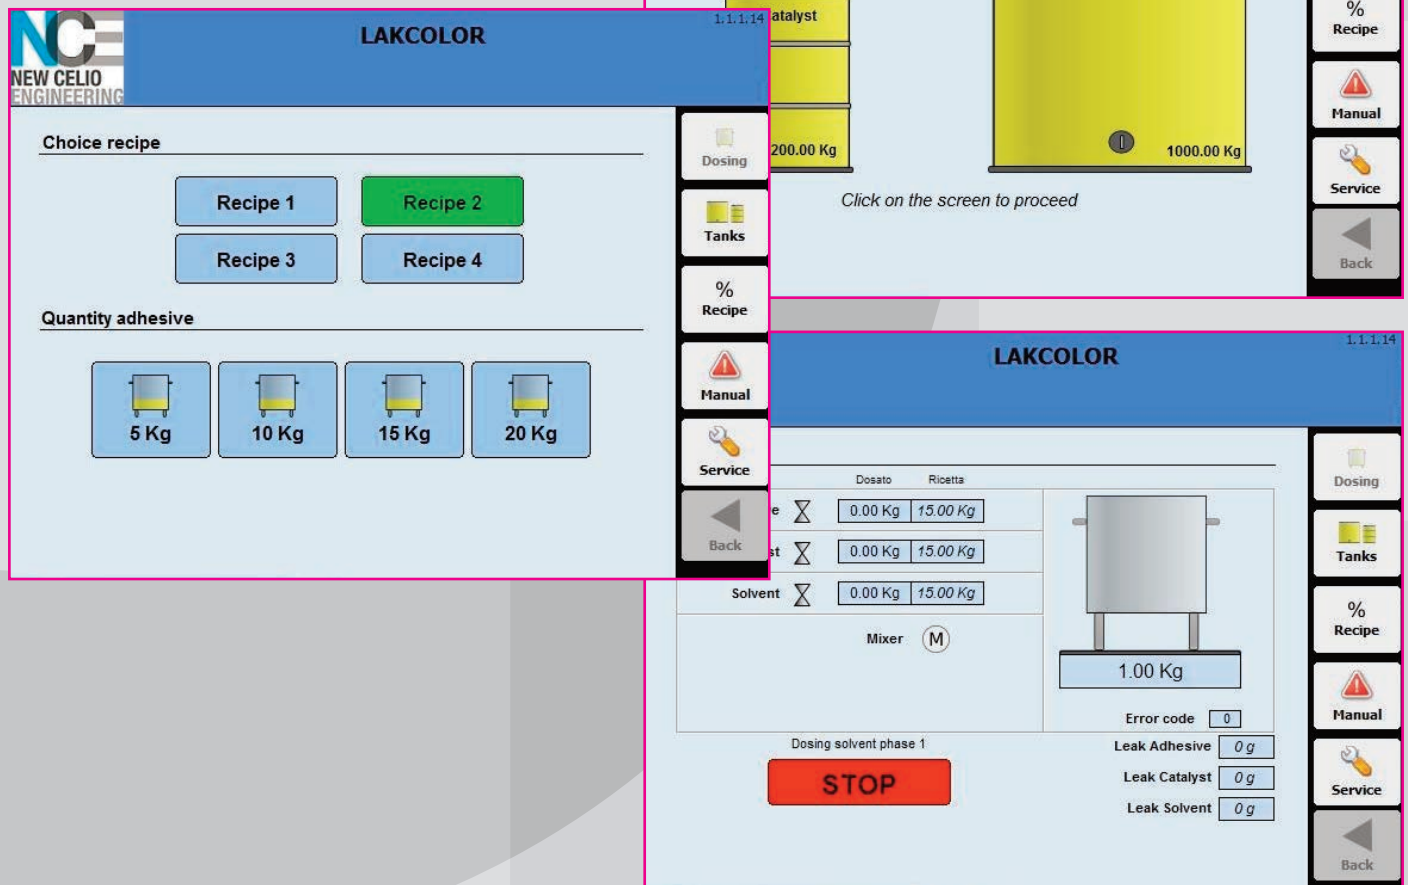 NCE
NEW CELIO
ENGINEERING
LAKCOLOR
1.1.1.14
Choice recipe
Recipe 1
Recipe 2
Recipe 3
Recipe 4
Quantity adhesive
5 Kg
10 Kg
15 Kg
20 Kg
Dosing
Tanks
%
Recipe
Manual
Service
Back
atalyst
200.00 Kg
1000.00 Kg
Click on the screen to proceed
%
Recipe
Manual
Service
Back
LAKCOLOR
1.1.1.14
Dosato Ricetta
e 0.00 Kg 15.00 Kg
st 0.00 Kg 15.00 Kg
Solvent 0.00 Kg 15.00 Kg
Mixer M
1.00 Kg
Error code 0
Dosing solvent phase 1
STOP
Leak Adhesive 0 g
Leak Catalyst 0 g
Leak Solvent 0 g
Dosing
Tanks
%
Recipe
Manual
Service
Back